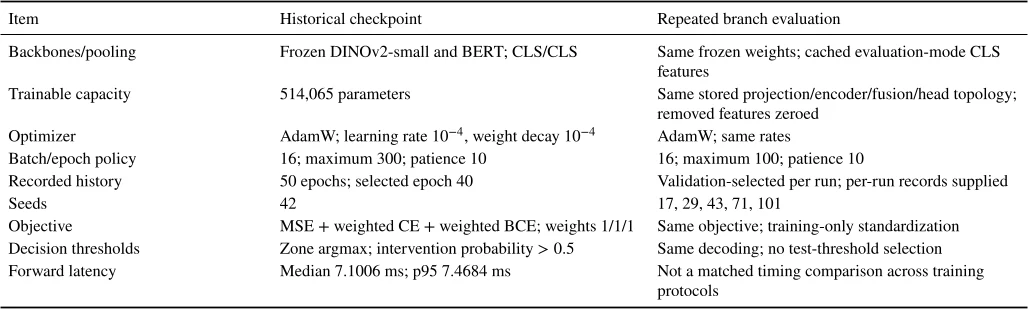 Item Historical checkpoint Repeated branch evaluation
Backbones/pooling Frozen DINOv2-small and BERT; CLS/CLS Same frozen weights; cached evaluation-mode CLS
features
Trainable capacity 514,065 parameters Same stored projection/encoder/fusion/head topology;
removed features zeroed
Optimizer AdamW; learning rate 10⁻⁴, weight decay 10⁻⁴ AdamW; same rates
Batch/epoch policy 16; maximum 300; patience 10 16; maximum 100; patience 10
Recorded history 50 epochs; selected epoch 40 Validation-selected per run; per-run records supplied
Seeds 42 17, 29, 43, 71, 101
Objective MSE + weighted CE + weighted BCE; weights 1/1/1 Same objective; training-only standardization
Decision thresholds Zone argmax; intervention probability > 0.5 Same decoding; no test-threshold selection
Forward latency Median 7.1006 ms; p95 7.4684 ms Not a matched timing comparison across training
protocols